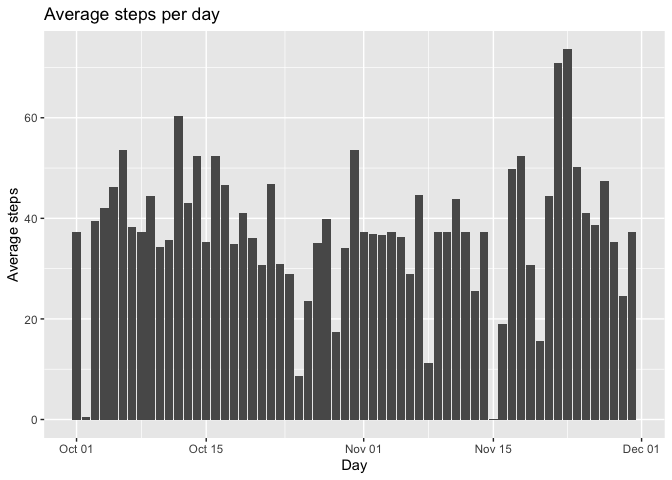 Average steps per day
Average steps
60
40
20
0
Oct 01
Oct 15
Nov 01
Nov 15
Dec 01
Day